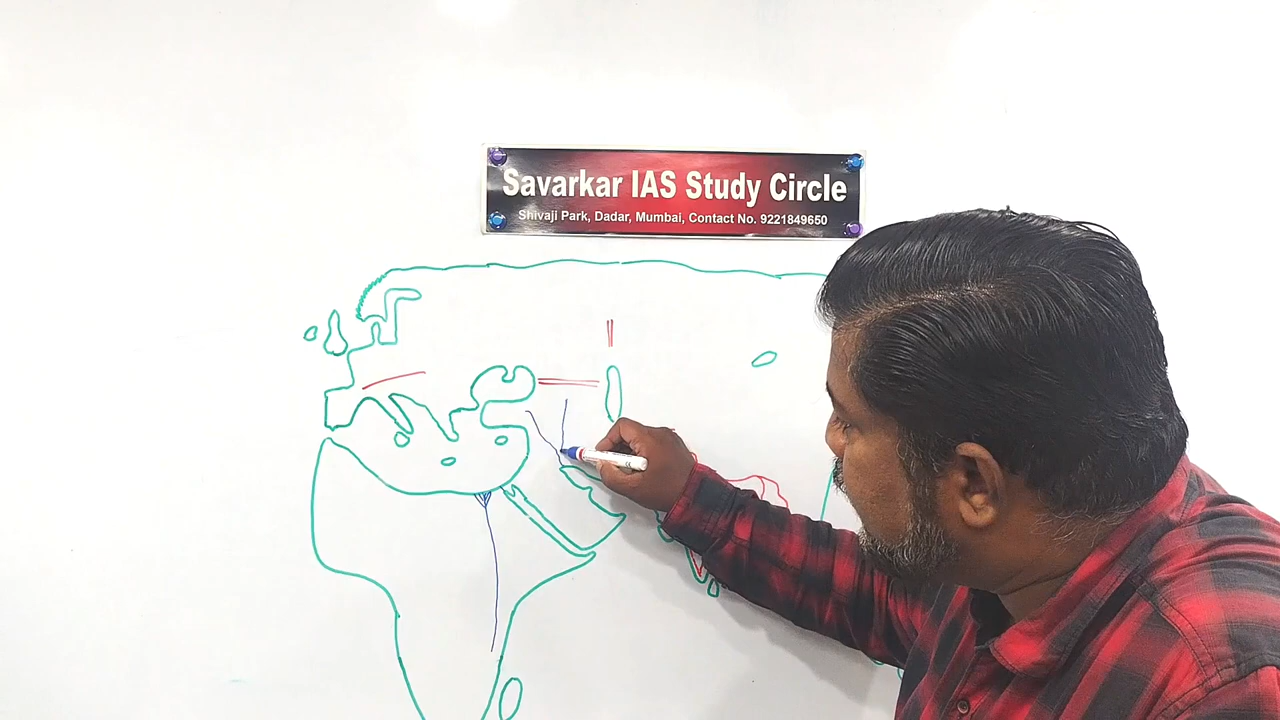 Savarkar IAS Study Circle
Shivaji Park, Dadar, Mumbai, Contact No. 9221849650